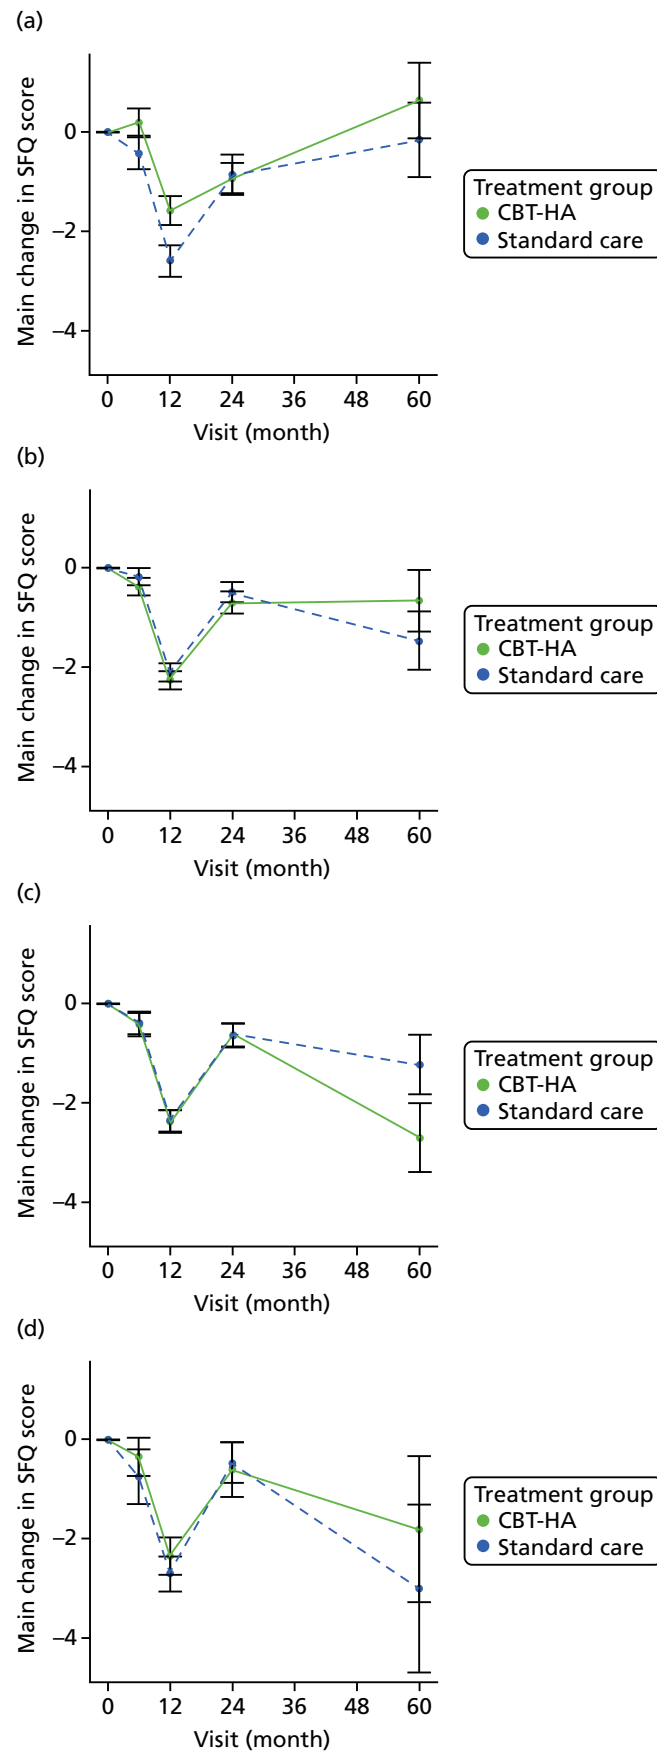 (a)
Main change in SFQ score
0
–2
–4
0 12 24 36 48 60
Visit (month)
Treatment group
CBT-HA
Standard care
(b)
Main change in SFQ score
0
–2
–4
0 12 24 36 48 60
Visit (month)
Treatment group
CBT-HA
Standard care
(c)
Main change in SFQ score
0
–2
–4
0 12 24 36 48 60
Visit (month)
Treatment group
CBT-HA
Standard care
(d)
Main change in SFQ score
0
–2
–4
0 12 24 36 48 60
Visit (month)
Treatment group
CBT-HA
Standard care